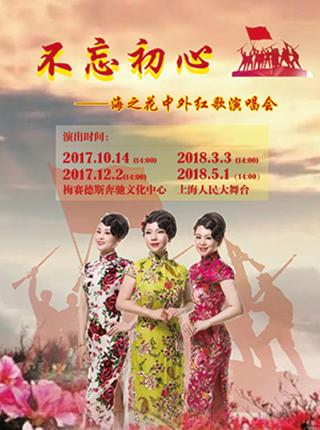 不忘初心
——海之花中外红歌演唱会
演出时间：
2017.10.14 (14:00) 2018.3.3 (14:00)
2017.12.2 (14:00) 2018.5.1 (14:00)
梅赛德斯奔驰文化中心 上海人民大舞台